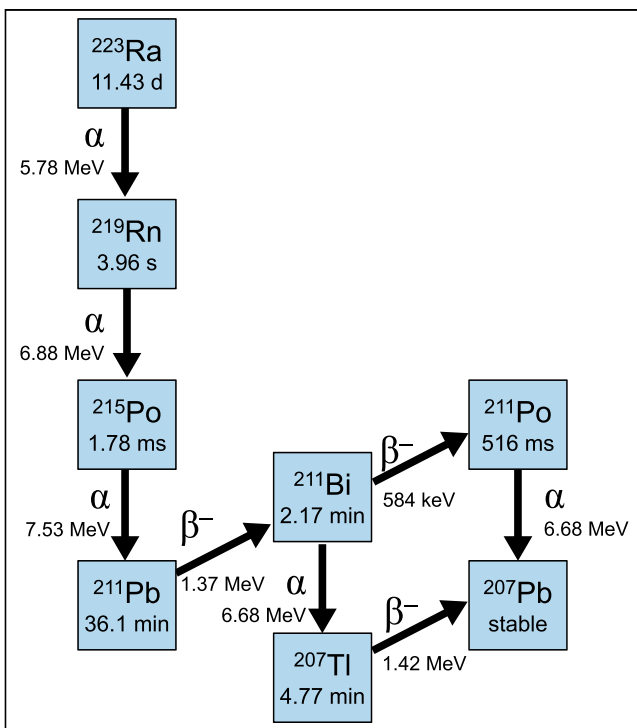 ²²³Ra
11.43 d
α
5.78 MeV
²¹⁹Rn
3.96 s
α
6.88 MeV
²¹⁵Po
1.78 ms
α
7.53 MeV
²¹¹Pb
36.1 min
β⁻
1.37 MeV
²¹¹Bi
2.17 min
α
6.68 MeV
²⁰⁷Tl
4.77 min
β⁻
584 keV
²¹¹Po
516 ms
α
6.68 MeV
β⁻
1.42 MeV
²⁰⁷Pb
stable